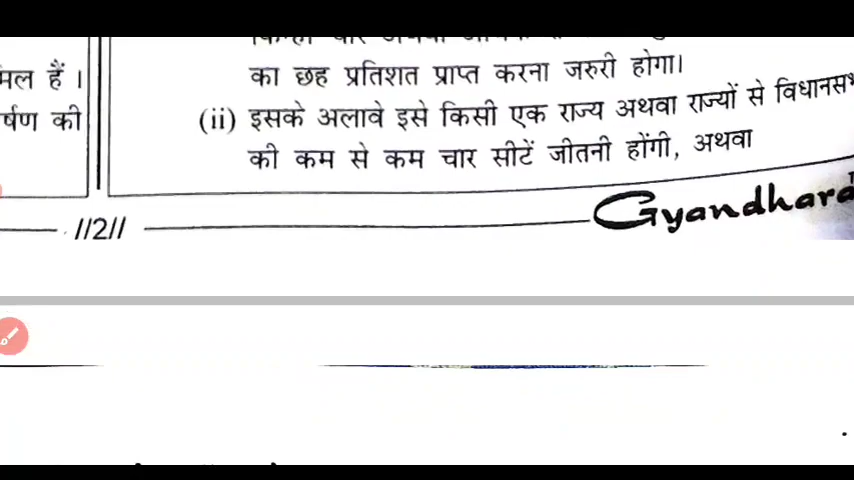 का छह प्रतिशत प्राप्त करना जरुरी होगा।
मल हैं।
(ii) इसके अलावे इसे किसी एक राज्य अथवा राज्यों से विधानसभ
र्षण की
की कम से कम चार सीटें जीतनी होंगी, अथवा
//2//
Gyandhara